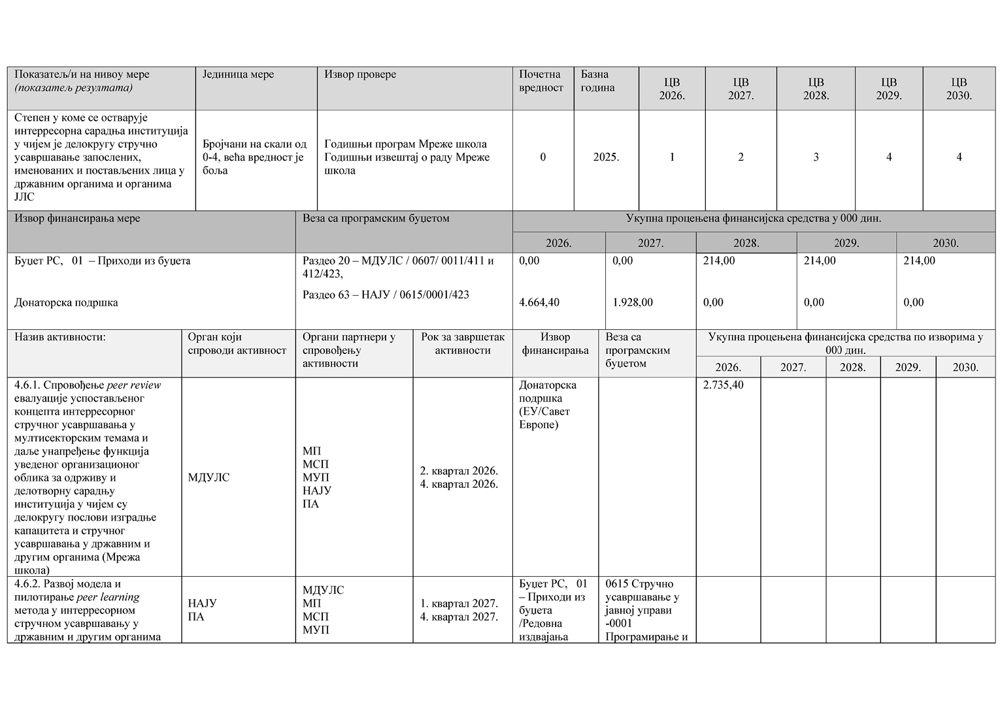 Показатељ/и на нивоу мере
(показатељ резултата)
Јединица мере
Извор провере
Почетна
вредност
Базна
година
ЦВ
2026.
ЦВ
2027.
ЦВ
2028.
ЦВ
2029.
ЦВ
2030.
Степен у коме се остварује
интерресорна сарадња институција
у чијем је делокругу стручно
усавршавање запослених,
именованих и постављених лица у
државним органима и органима
ЈЛС
Бројчани на скали од
0-4, већа вредност је
боља
Годишњи програм Мреже школа
Годишњи извештај о раду Мреже
школа
0
2025.
1
2
3
4
4
Извор финансирања мере
Веза са програмским буџетом
Укупна процењена финансијска средства у 000 дин.
2026.
2027.
2028.
2029.
2030.
Буџет РС,   01  – Приходи из буџета
Раздео 20 – МДУЛС / 0607/ 0011/411 и
412/423,
0,00
0,00
214,00
214,00
214,00
Раздео 63 – НАЈУ / 0615/0001/423
Донаторска подршка
4.664,40
1.928,00
0,00
0,00
0,00
Назив активности:
Орган који
спроводи активност
Органи партнери у
спровођењу
активности
Рок за завршетак
активности
Извор
финансирања
Веза са
програмским
буџетом
Укупна процењена финансијска средства по изворима у
000 дин.
2026.
2027.
2028.
2029.
2030.
4.6.1. Спровођење peer review
евалуације успостављеног
концепта интерресорног
стручног усавршавања у
мултисекторским темама и
даље унапређење функција
уведеног организационог
облика за одрживу и
делотворну сарадњу
институција у чијем су
делокругу послови изградње
капацитета и стручног
усавршавања у државним и
другим органима (Мрежа
школа)
МДУЛС
МП
МСП
МУП
НАЈУ
ПА
2. квартал 2026.
4. квартал 2026.
Донаторска
подршка
(ЕУ/Савет
Европе)
2.735,40
4.6.2. Развој модела и
пилотирање peer learning
метода у интерресорном
стручном усавршавању у
државним и другим органима
НАЈУ
ПА
МДУЛС
МП
МСП
МУП
1. квартал 2027.
4. квартал 2027.
Буџет РС,   01
– Приходи из
буџета
/Редовна
издвајања
0615 Стручно
усавршавање у
јавној управи
-0001
Програмирање и